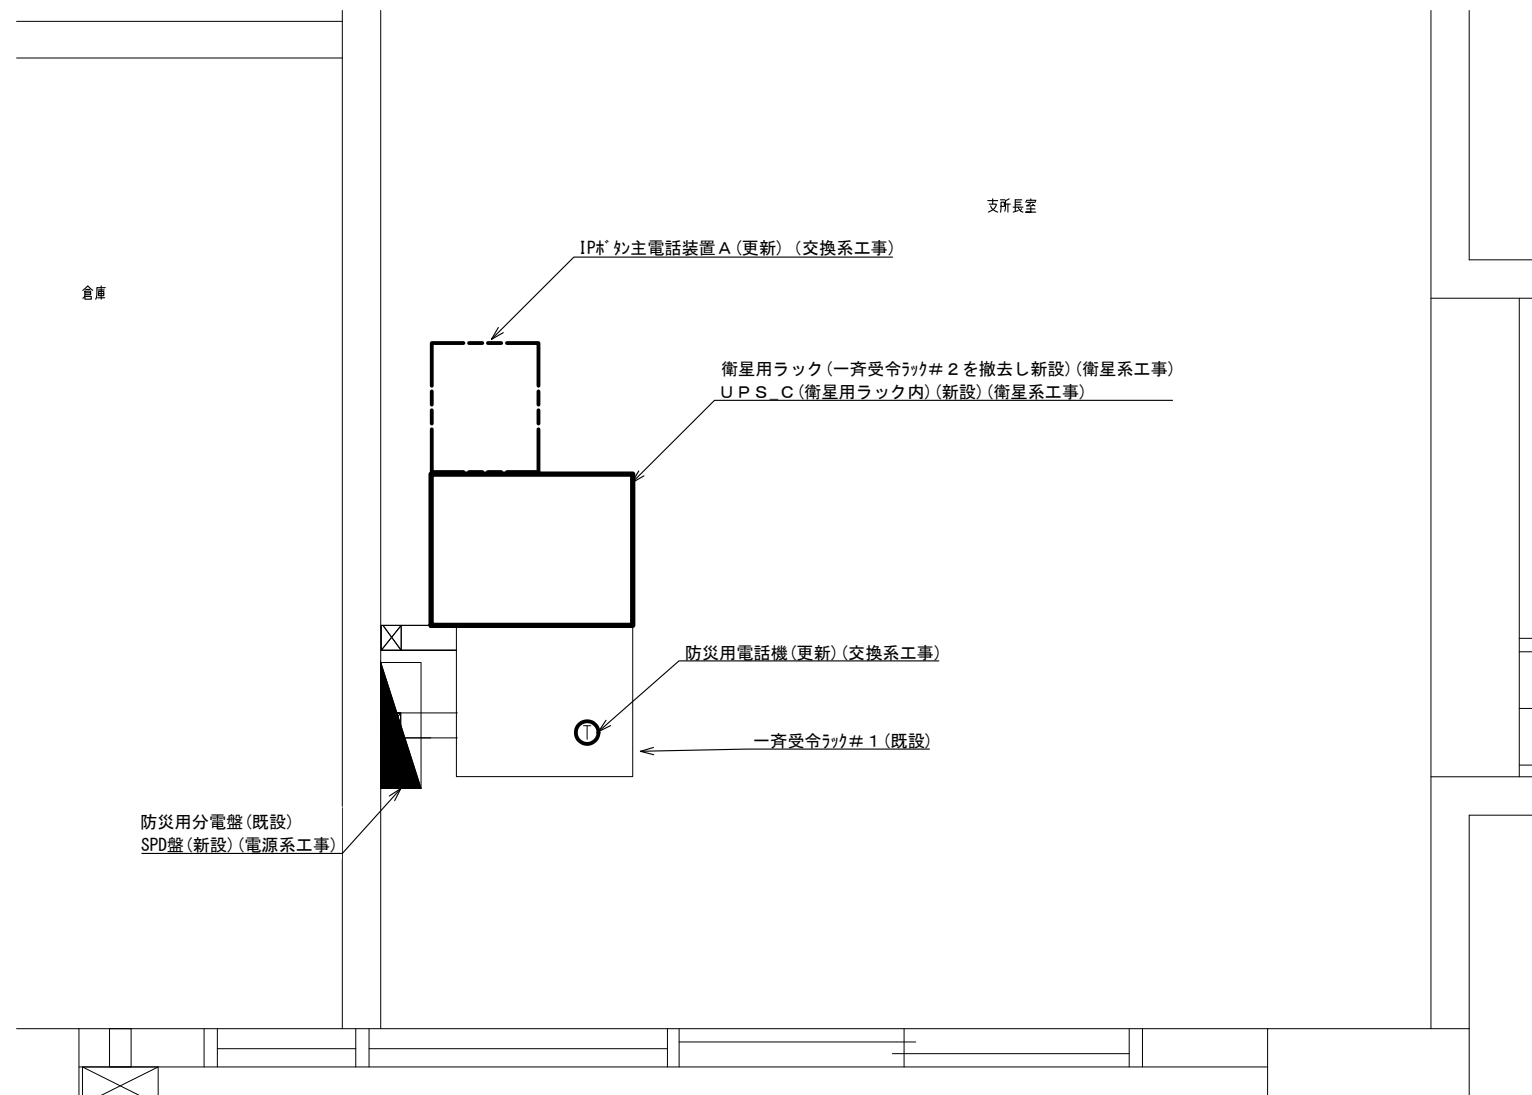 支所長室
IPﾎﾞﾀﾝ主電話装置Ａ(更新)（交換系工事）
倉庫
衛星用ラック(一斉受令ﾗｯｸ＃２を撤去し新設)(衛星系工事)
ＵＰＳ_Ｃ(衛星用ラック内)(新設)(衛星系工事)
防災用電話機(更新)(交換系工事)
T
一斉受令ﾗｯｸ＃１(既設)
防災用分電盤(既設)
SPD盤(新設)(電源系工事)